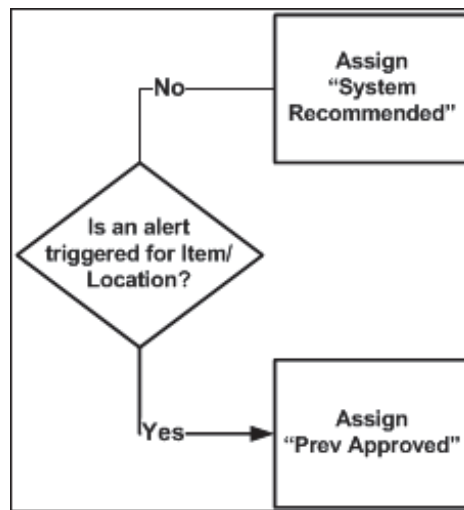 Assign
“System
Recommended”
No
Is an alert
triggered for Item/
Location?
Yes
Assign
“Prev Approved”